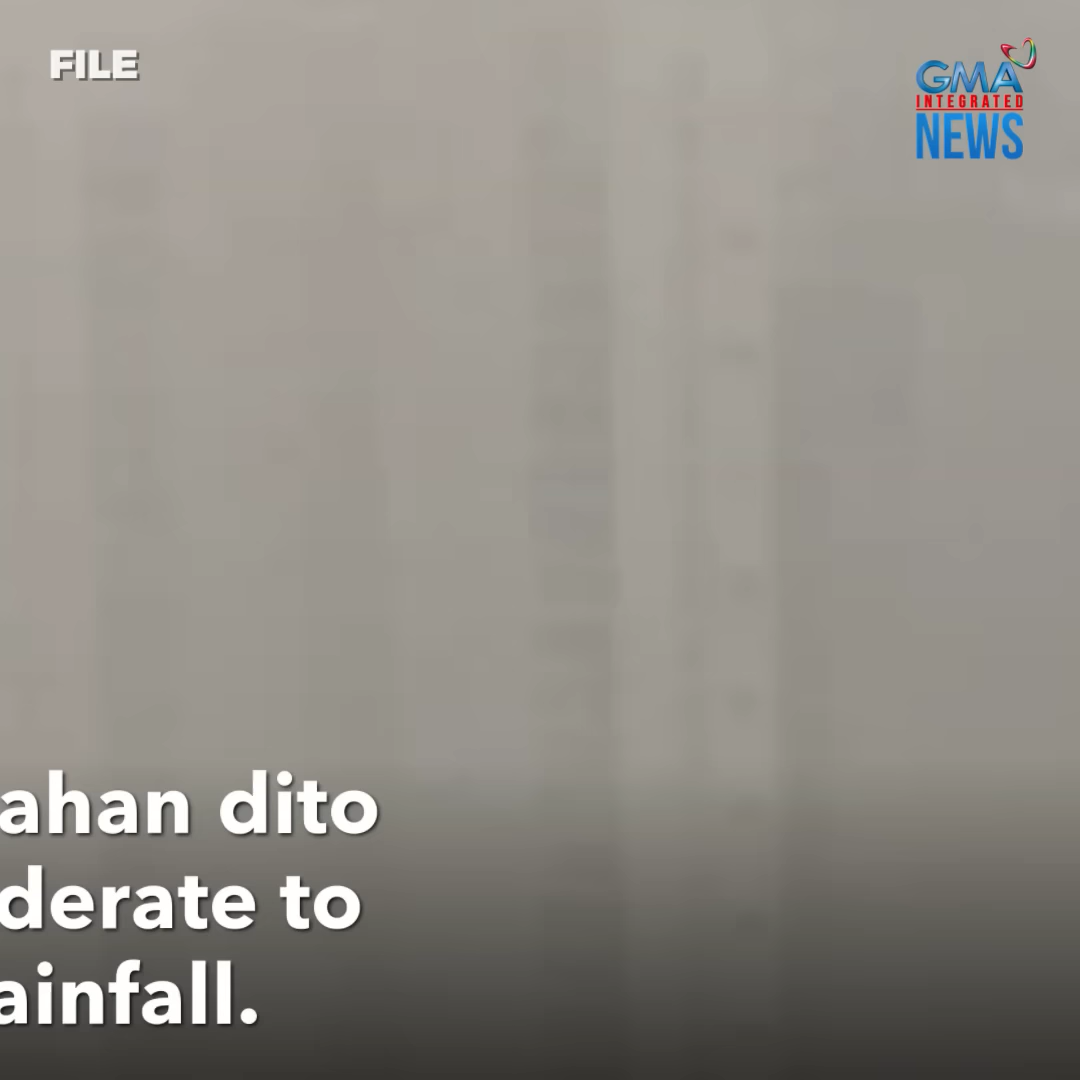 FILE
GMA
INTEGRATED
NEWS
ahan dito
derate to
ainfall.